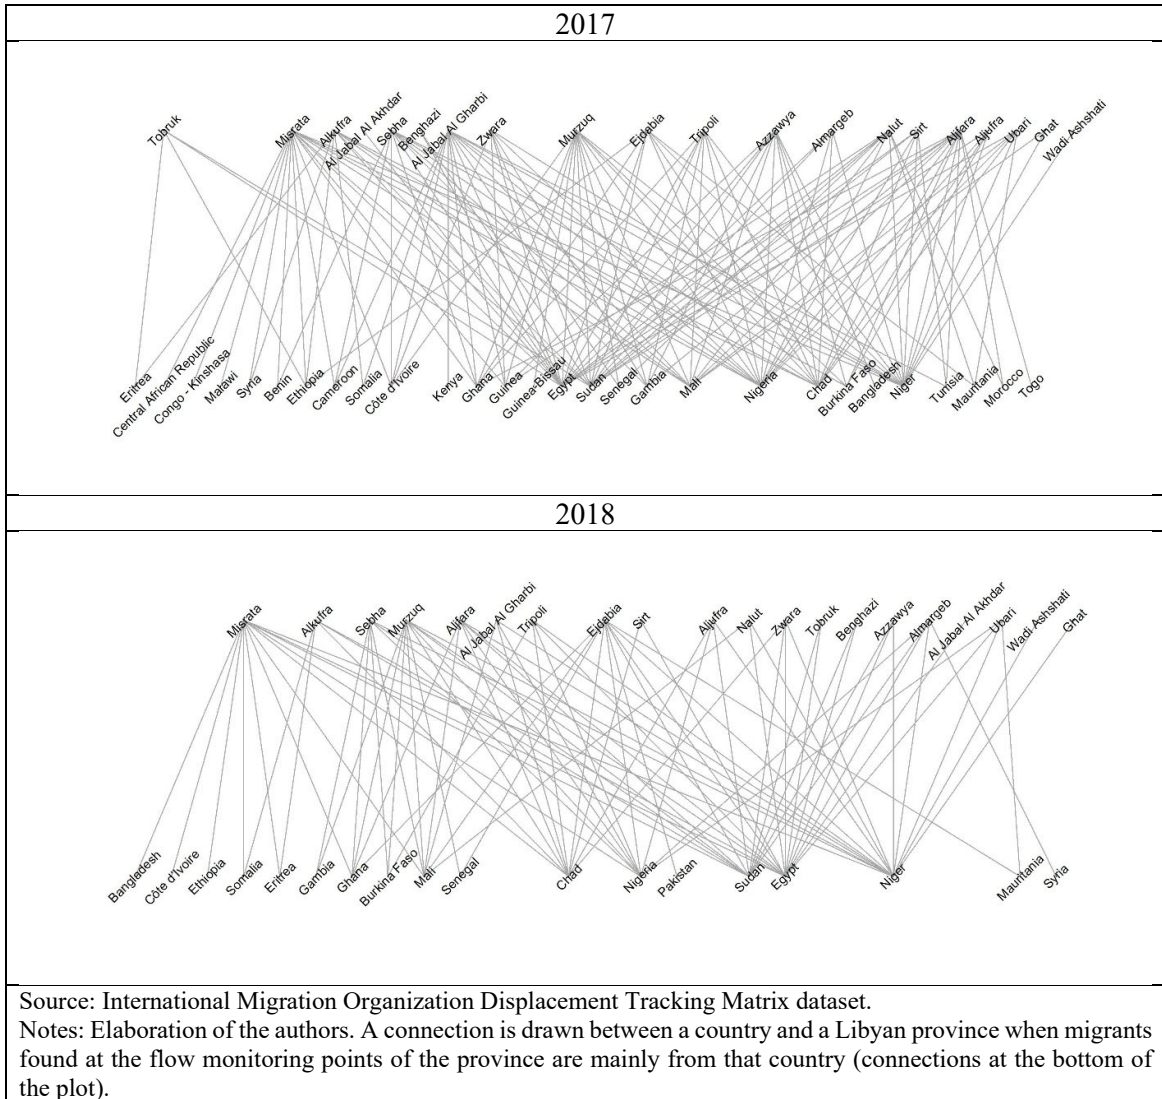 2017
Tobruk
Misrata
Alkufra
Al Jabal Al Akhdar
Sebha
Benghazi
Al Jabal Al Gharbi
Zwara
Murzuq
Ejdabia
Tripoli
Azzawya
Almargeb
Nalut
Sirt
Aljfara
Aljufra
Ubari
Ghat
Wadi Ashshati
Eritrea
Central African Republic
Congo - Kinshasa
Malawi
Syria
Benin
Ethiopia
Cameroon
Somalia
Côte d'Ivoire
Kenya
Ghana
Guinea
Guinea-Bissau
Egypt
Sudan
Senegal
Gambia
Mali
Nigeria
Chad
Burkina Faso
Bangladesh
Niger
Tunisia
Mauritania
Morocco
Togo
2018
Misrata
Alkufra
Sebha
Murzuq
Aljfara
Al Jabal Al Gharbi
Tripoli
Ejdabia
Sirt
Aljufra
Nalut
Zwara
Tobruk
Benghazi
Azzawya
Almargeb
Al Jabal Al Akhdar
Ubari
Wadi Ashshati
Ghat
Bangladesh
Côte d'Ivoire
Ethiopia
Somalia
Eritrea
Gambia
Ghana
Burkina Faso
Mali
Senegal
Chad
Nigeria
Pakistan
Sudan
Egypt
Niger
Mauritania
Syria
Source: International Migration Organization Displacement Tracking Matrix dataset.
Notes: Elaboration of the authors. A connection is drawn between a country and a Libyan province when migrants
found at the flow monitoring points of the province are mainly from that country (connections at the bottom of
the plot).